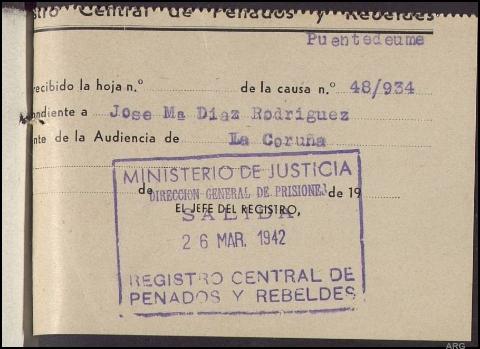 Registro Central de Penados y Rebeldes
Puentedeume
recibido la hoja n.º de la causa n.º 48/934
ondiente a Jose Mª Diaz Rodriguez
nte de la Audiencia de La Coruña
MINISTERIO DE JUSTICIA
de DIRECCION GENERAL DE PRISIONES de 19
EL JEFE DEL REGISTRO,
SALIDA
26 MAR. 1942
REGISTRO CENTRAL DE
PENADOS Y REBELDES
ARG